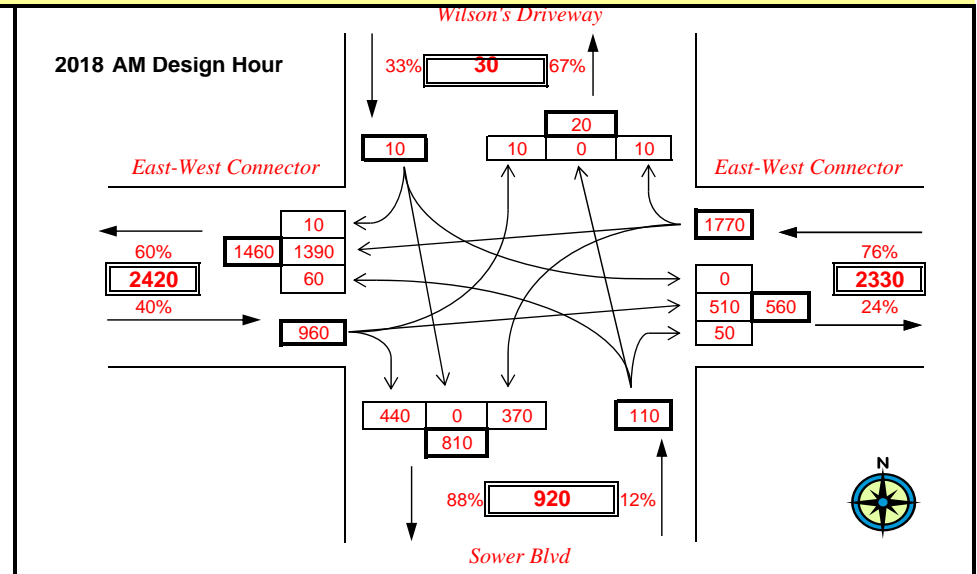 Wilson's Driveway
2018 AM Design Hour
33% 30 67%
20
10 10 0 10
East-West Connector East-West Connector
10 1770
60% 1460 1390 76%
2420 60 0 2330
40% 510 560 24%
960 50
440 0 370 110
810
N
88% 920 12%
Sower Blvd